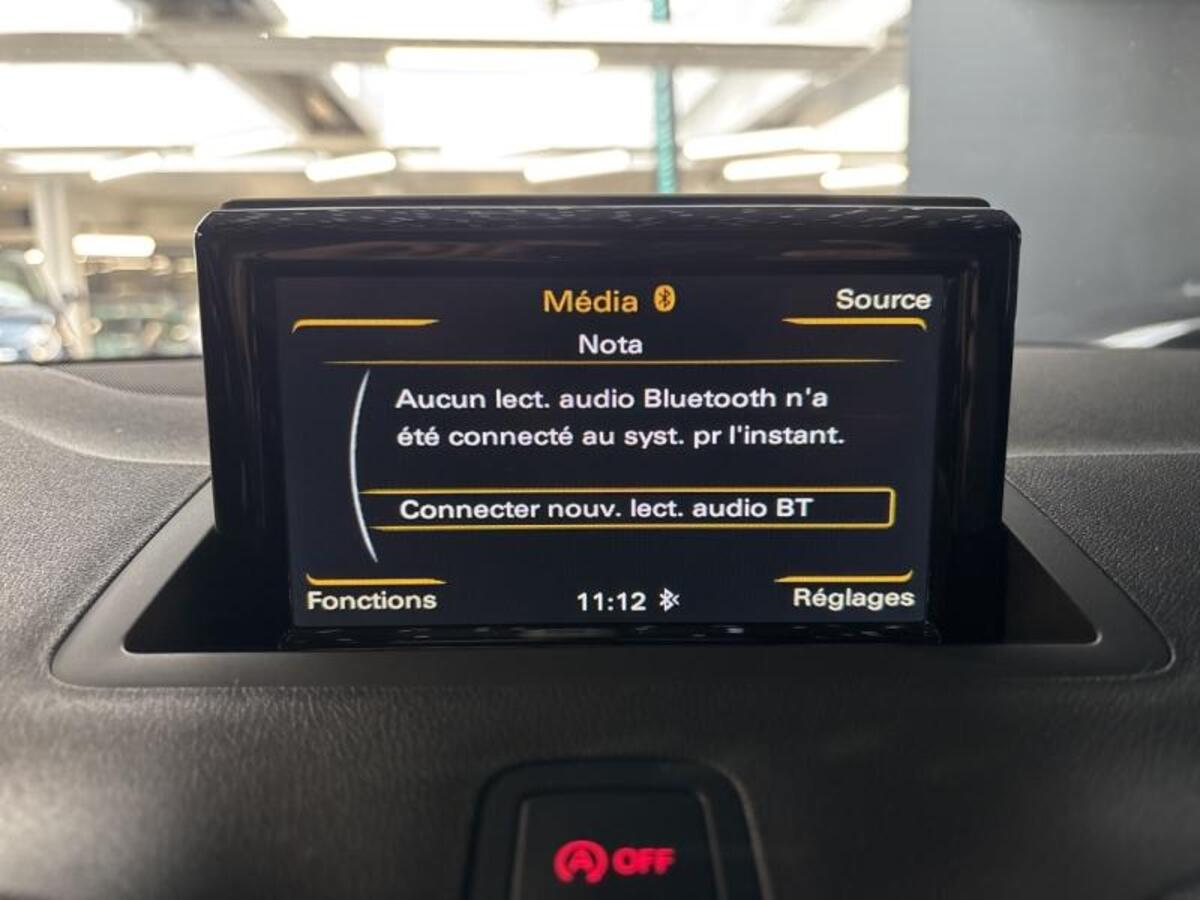 Média
Source
Nota
Aucun lect. audio Bluetooth n'a
été connecté au syst. pr l'instant.
Connecter nouv. lect. audio BT
Fonctions
11:12
Réglages
A OFF